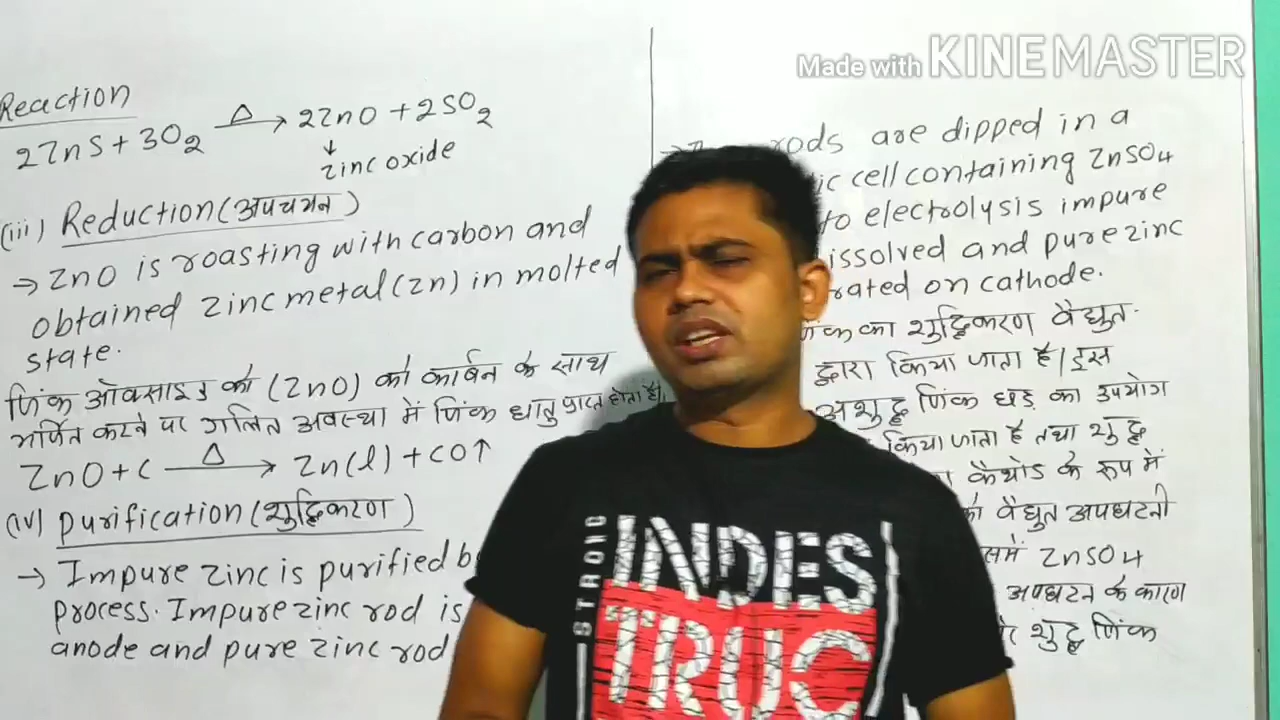 Made with KINEMASTER
Reaction
2ZnS + 3O2 Δ→ 2ZnO + 2SO2
↓
zinc oxide
(iii) Reduction (अपचयन)
→ ZnO is roasting with carbon and
obtained zinc metal (Zn) in molted
state.
जिंक ऑक्साइड को (ZnO) को कार्बन के साथ
भर्जित करने पर गलित अवस्था में जिंक धातु प्राप्त होता है।
ZnO + C Δ→ Zn(l) + CO↑
(iv) Purification (शुद्धिकरण)
→ Impure zinc is purified
process. Impure zinc rod is
anode and pure zinc rod
rods are dipped in a
cell containing ZnSO4
to electrolysis impure
issolved and pure zinc
rated on cathode.
का शुद्धिकरण वैद्युत-
द्वारा किया जाता है। इस
अशुद्ध जिंक छड़ का उपयोग
किया जाता है तथा शुद्ध
कैथोड के रूप में
को वैद्युत अपघटनी
समें ZnSO4
अपघटन के कारण
शुद्ध जिंक
STRONG
INDES
TRUC